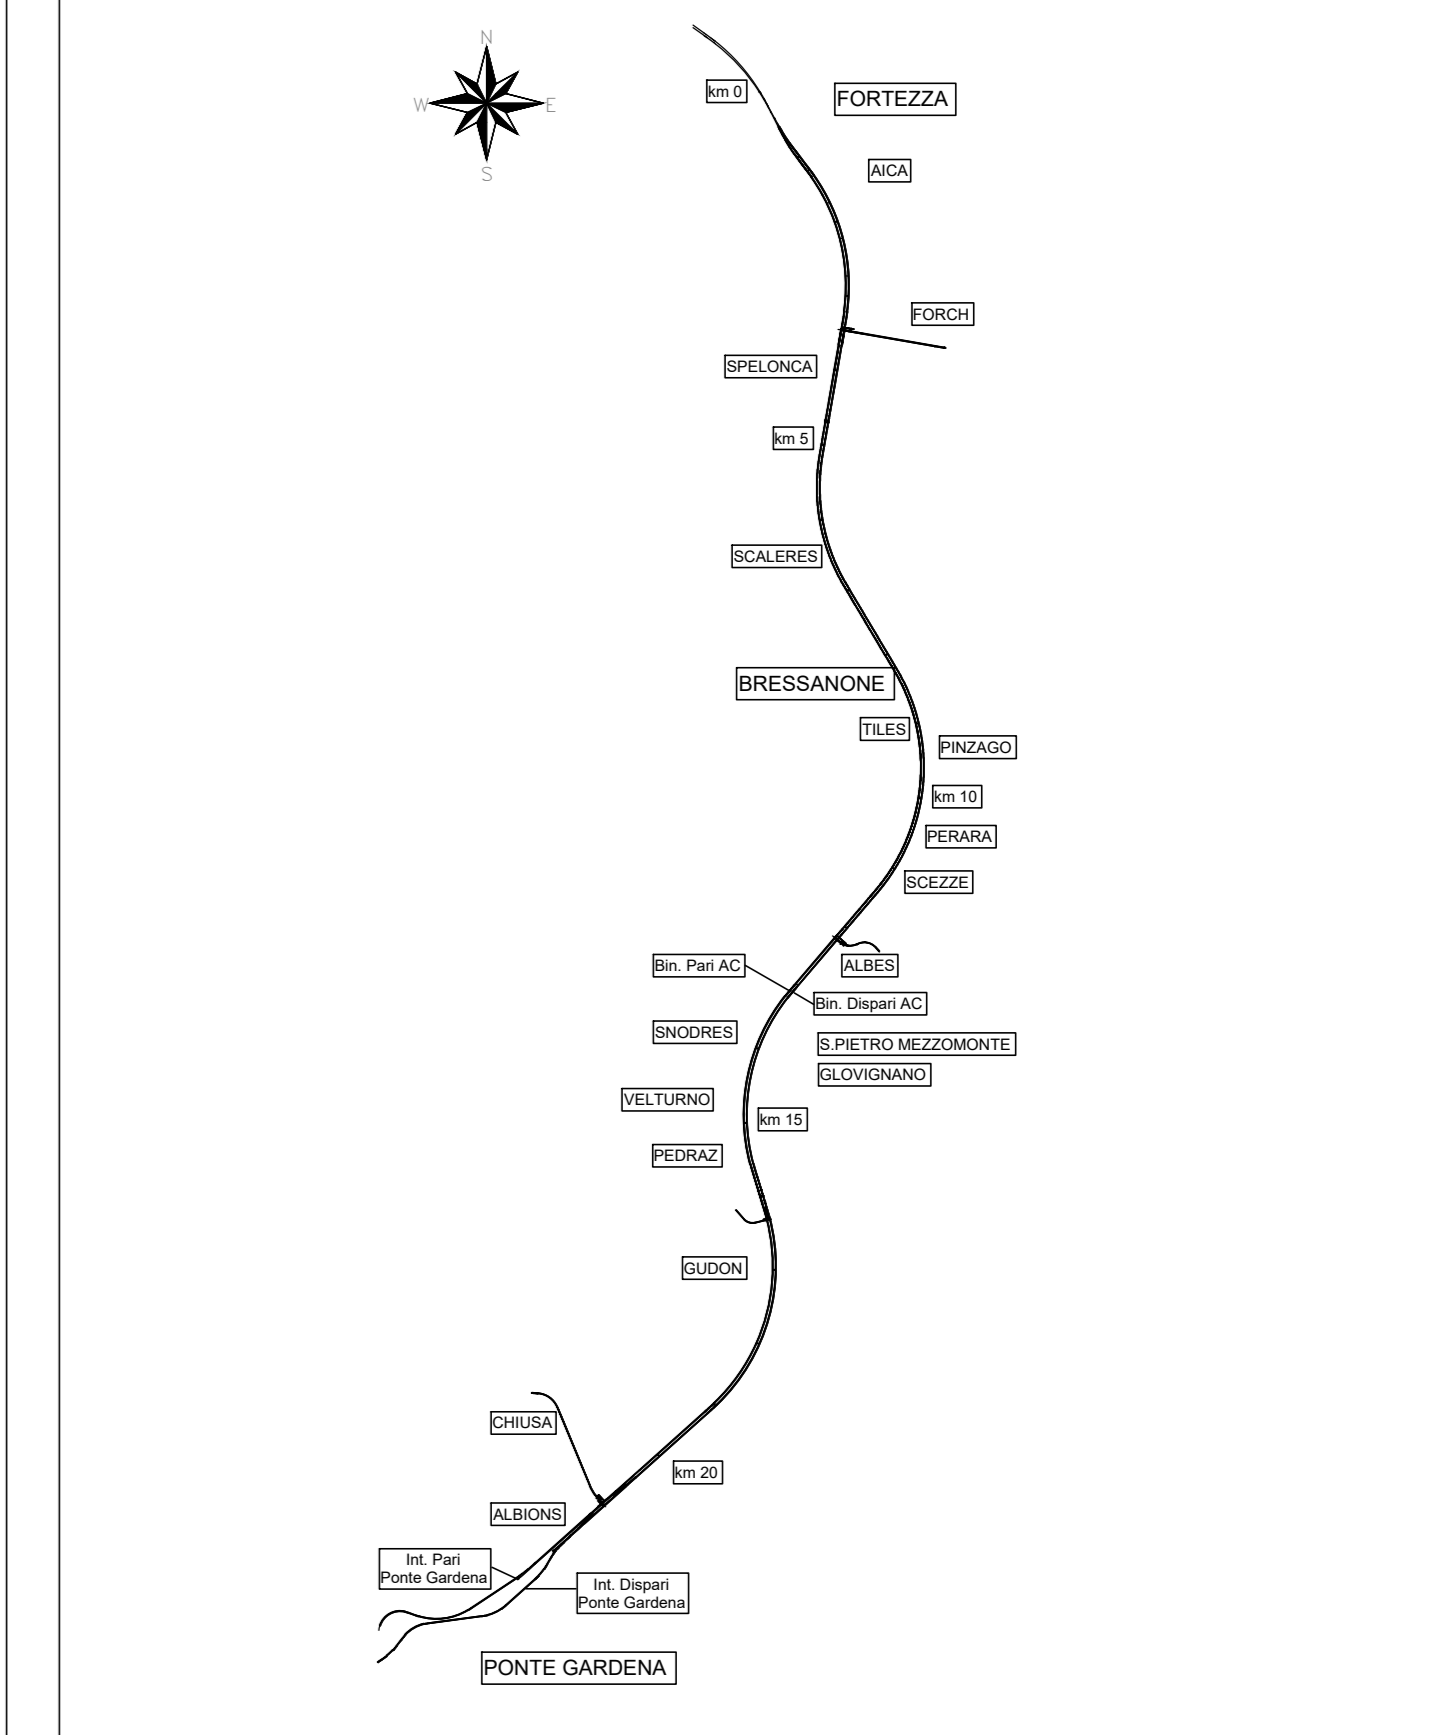 N
km 0
FORTEZZA
W
E
S
AICA
FORCH
SPELONCA
km 5
SCALERES
BRESSANONE
TILES
PINZAGO
km 10
PERARA
SCEZZE
Bin. Pari AC
ALBES
Bin. Dispari AC
SNODRES
S.PIETRO MEZZOMONTE
GLOVIGNANO
VELTURNO
km 15
PEDRAZ
GUDON
CHIUSA
km 20
ALBIONS
Int. Pari
Ponte Gardena
Int. Dispari
Ponte Gardena
PONTE GARDENA